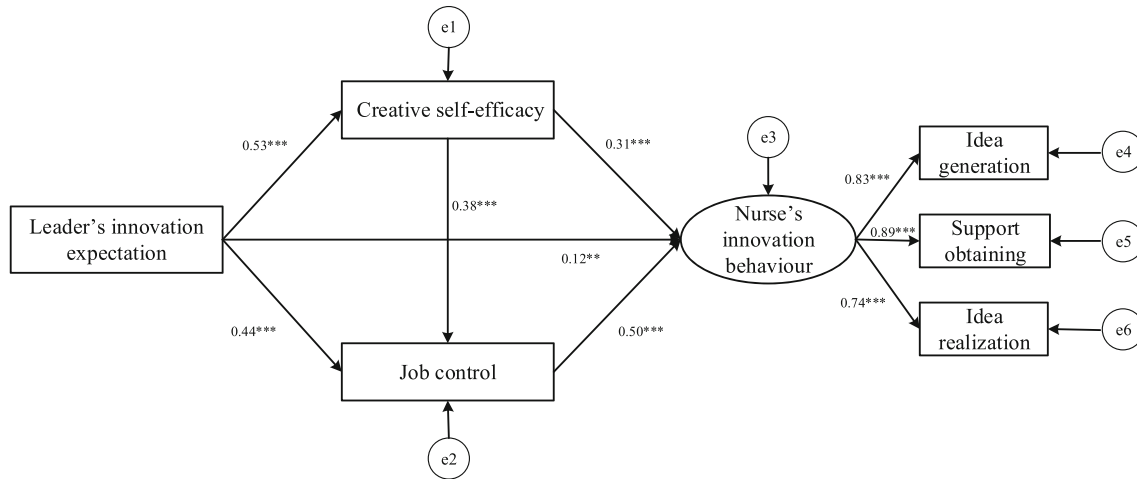 e1
Creative self-efficacy
0.53***
0.31***
e3
Idea
generation
e4
0.83***
Leader's innovation
expectation
0.38***
Nurse's
innovation
behaviour
0.89***
Support
obtaining
e5
0.12**
0.44***
0.50***
0.74***
Idea
realization
e6
Job control
e2